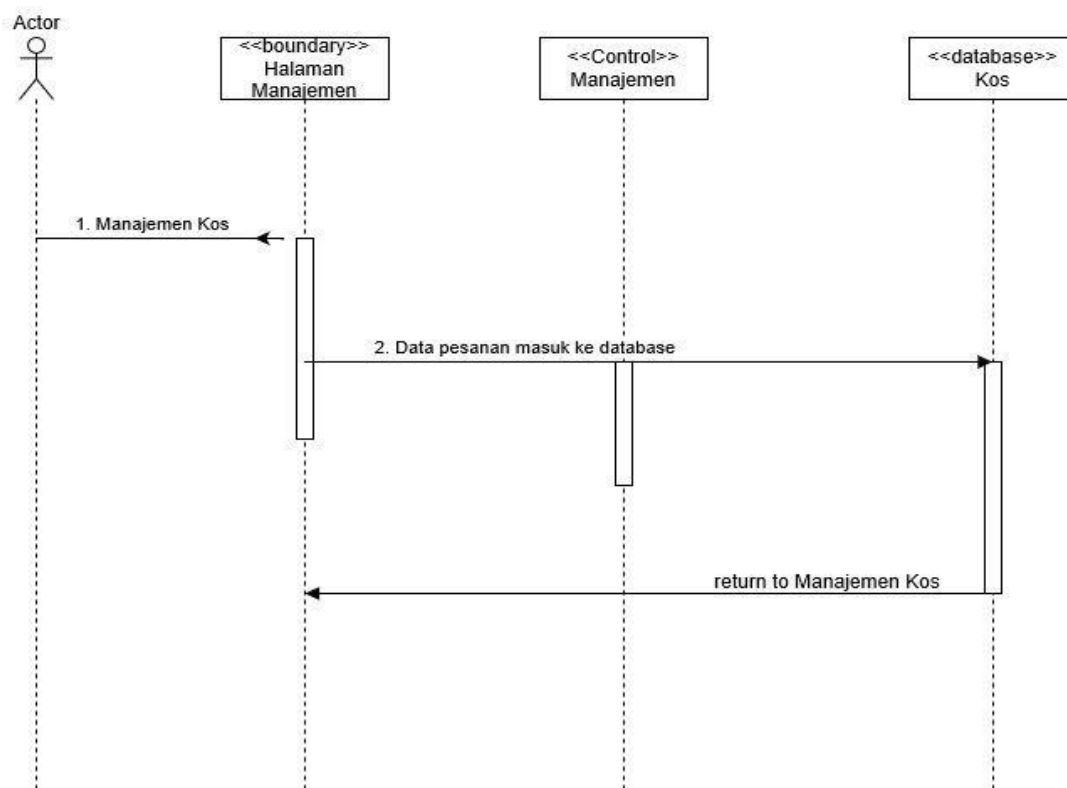 Actor
<<boundary>>
Halaman
Manajemen
<<Control>>
Manajemen
<<database>>
Kos
1. Manajemen Kos
2. Data pesanan masuk ke database
return to Manajemen Kos